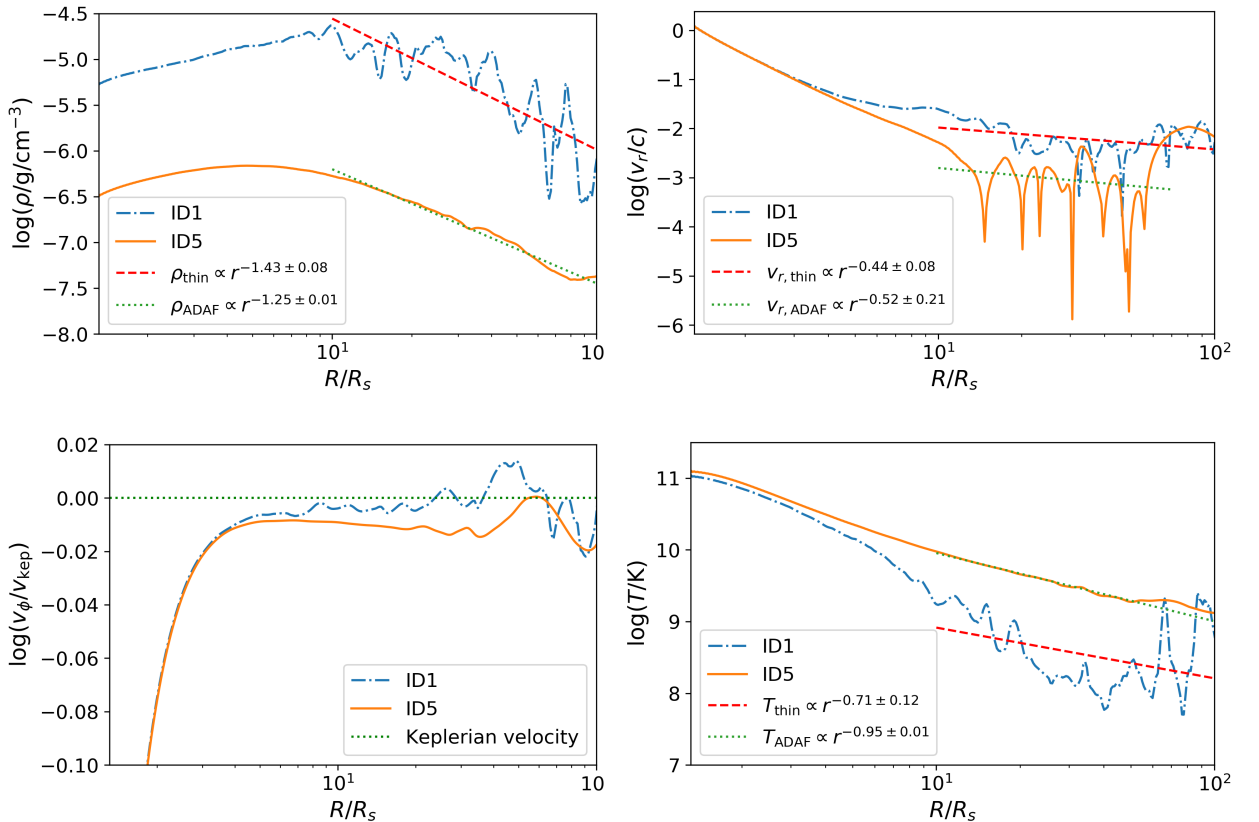 −4.5
−5.0
−5.5
−6.0
−6.5
−7.0
−7.5
−8.0
log(ρ/g/cm⁻³)
ID1
ID5
ρ_thin ∝ r^−1.43 ± 0.08
ρ_ADAF ∝ r^−1.25 ± 0.01
10¹ 10
R/R_s
0
−1
−2
−3
−4
−5
−6
log(v_r/c)
ID1
ID5
v_r, thin ∝ r^−0.44 ± 0.08
v_r, ADAF ∝ r^−0.52 ± 0.21
10¹ 10²
R/R_s
0.02
0.00
−0.02
−0.04
−0.06
−0.08
−0.10
log(v_ϕ/v_kep)
ID1
ID5
Keplerian velocity
10¹ 10
R/R_s
11
10
9
8
7
log(T/K)
ID1
ID5
T_thin ∝ r^−0.71 ± 0.12
T_ADAF ∝ r^−0.95 ± 0.01
10¹ 10²
R/R_s